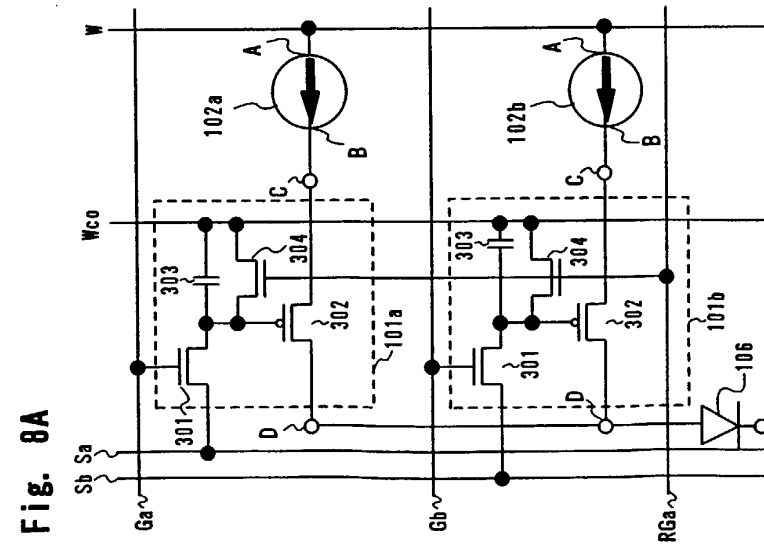 Fig. 8A
Sb Sa
Wco
W
Ga
301
303
304
302
101a
D
C
102a
A
B
Gb
301
303
304
302
101b
D
C
102b
A
B
RGa
106